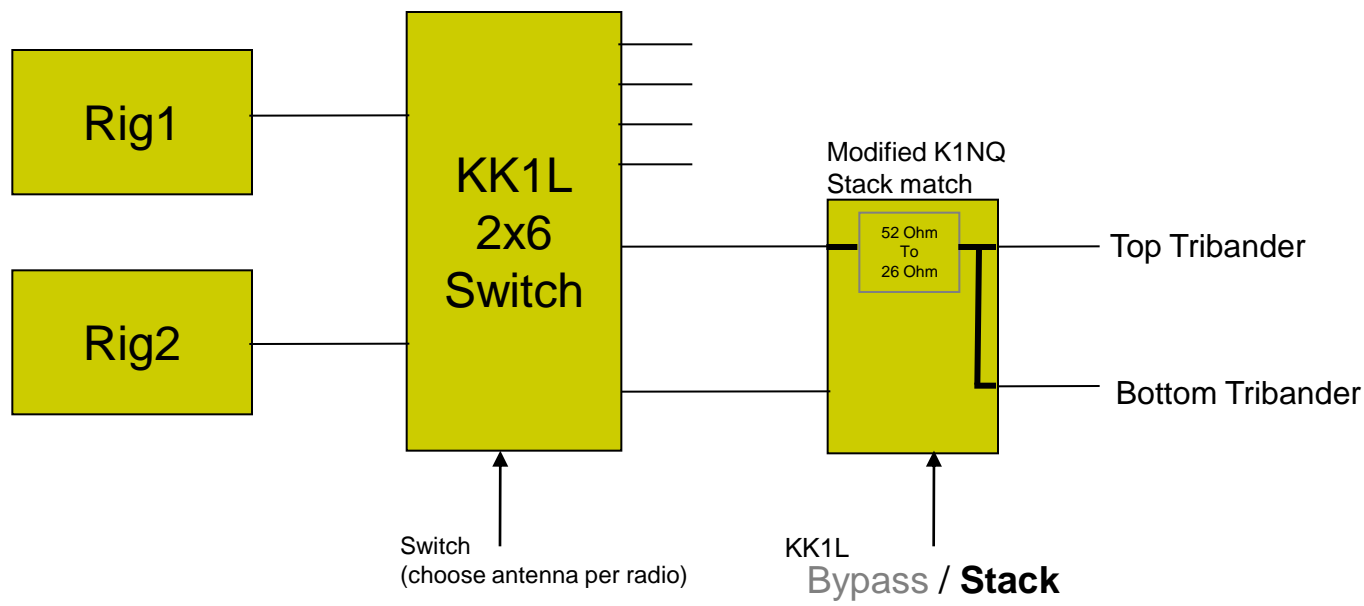 Rig1
Rig2
KK1L
2x6
Switch
Modified K1NQ
Stack match
52 Ohm
To
26 Ohm
Top Tribander
Bottom Tribander
Switch
(choose antenna per radio)
KK1L
Bypass / Stack